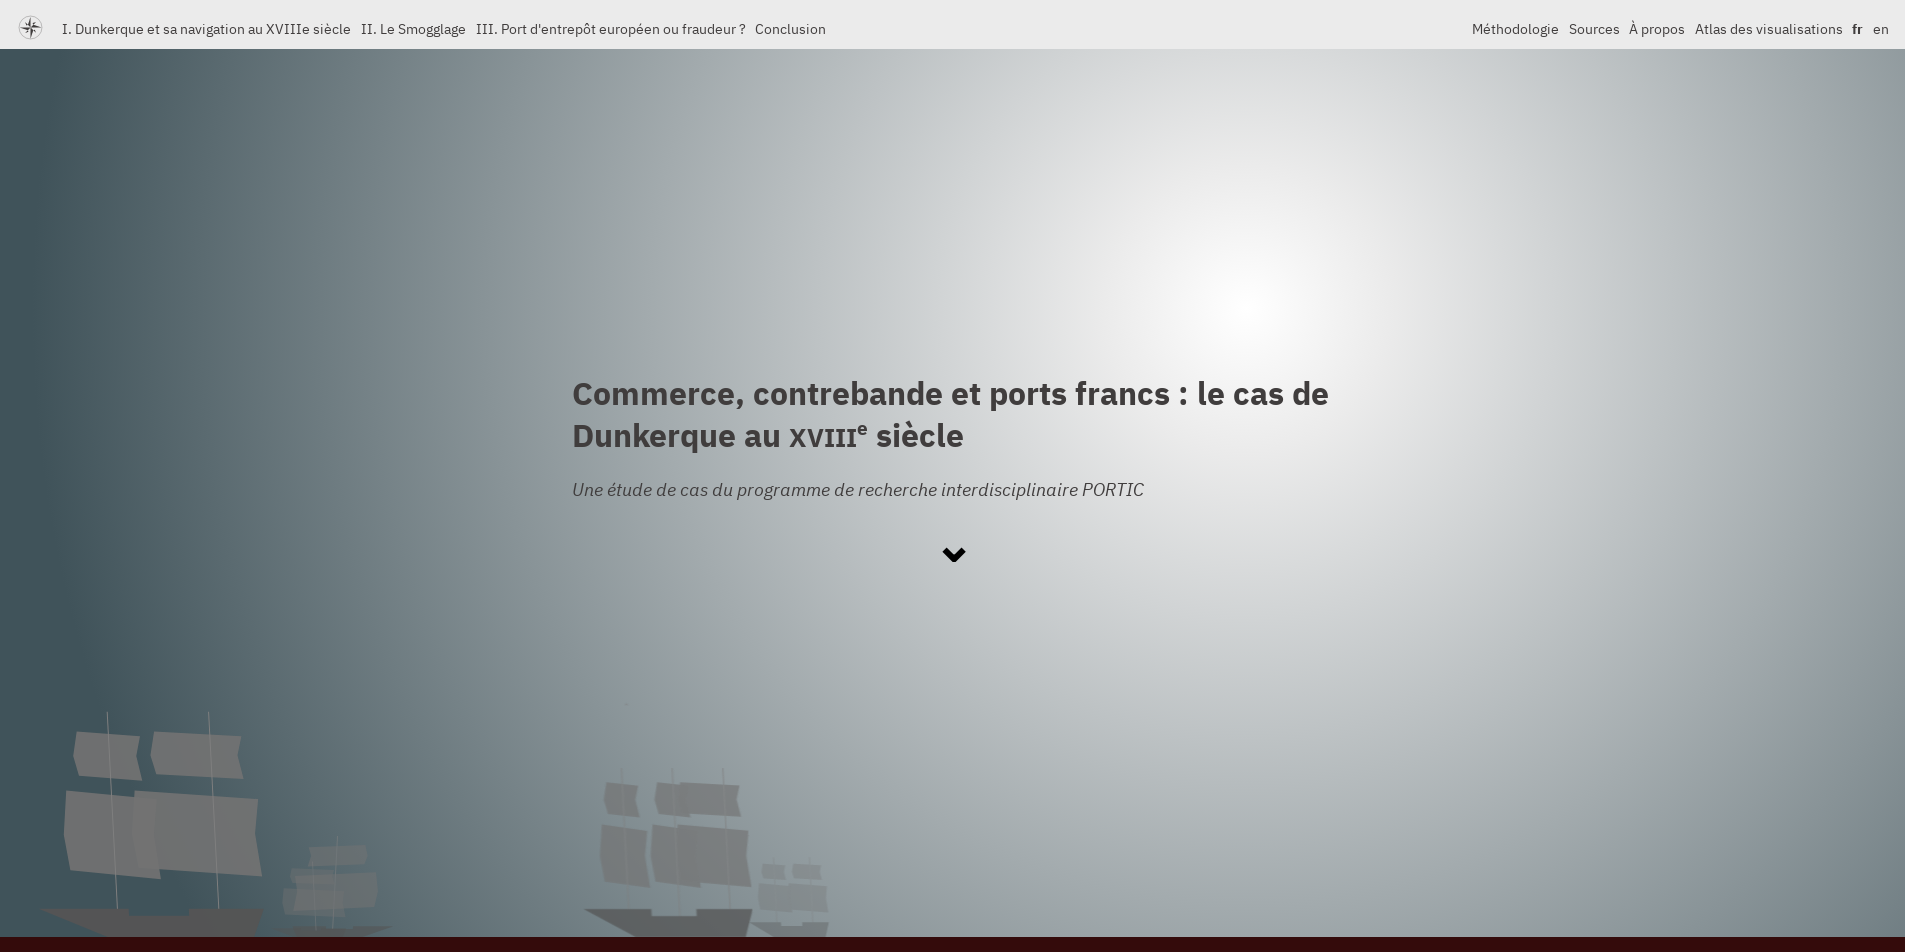 I. Dunkerque et sa navigation au XVIIIe siècle II. Le Smogglage III. Port d'entrepôt européen ou fraudeur ? Conclusion Méthodologie Sources À propos Atlas des visualisations fr en
Commerce, contrebande et ports francs : le cas de
Dunkerque au XVIIIe siècle
Une étude de cas du programme de recherche interdisciplinaire PORTIC